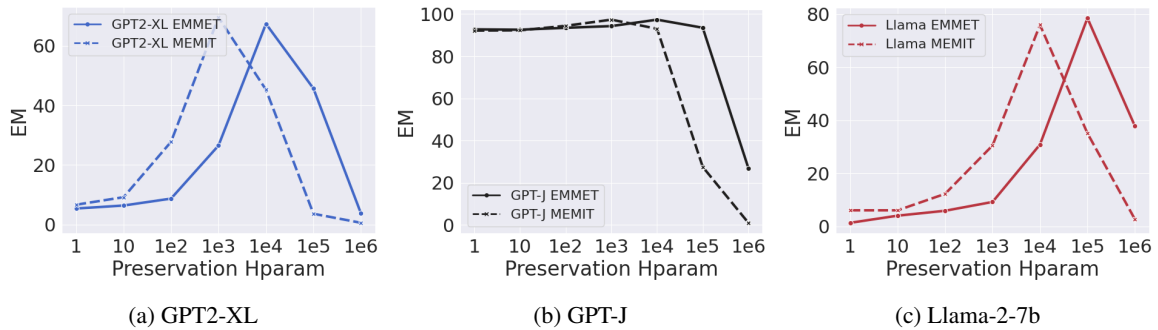 GPT2-XL EMMET
GPT2-XL MEMIT
EM
60
40
20
0
1 10 1e2 1e3 1e4 1e5 1e6
Preservation Hparam
(a) GPT2-XL
EM
100
80
60
40
20
0
GPT-J EMMET
GPT-J MEMIT
1 10 1e2 1e3 1e4 1e5 1e6
Preservation Hparam
(b) GPT-J
Llama EMMET
Llama MEMIT
EM
80
60
40
20
0
1 10 1e2 1e3 1e4 1e5 1e6
Preservation Hparam
(c) Llama-2-7b